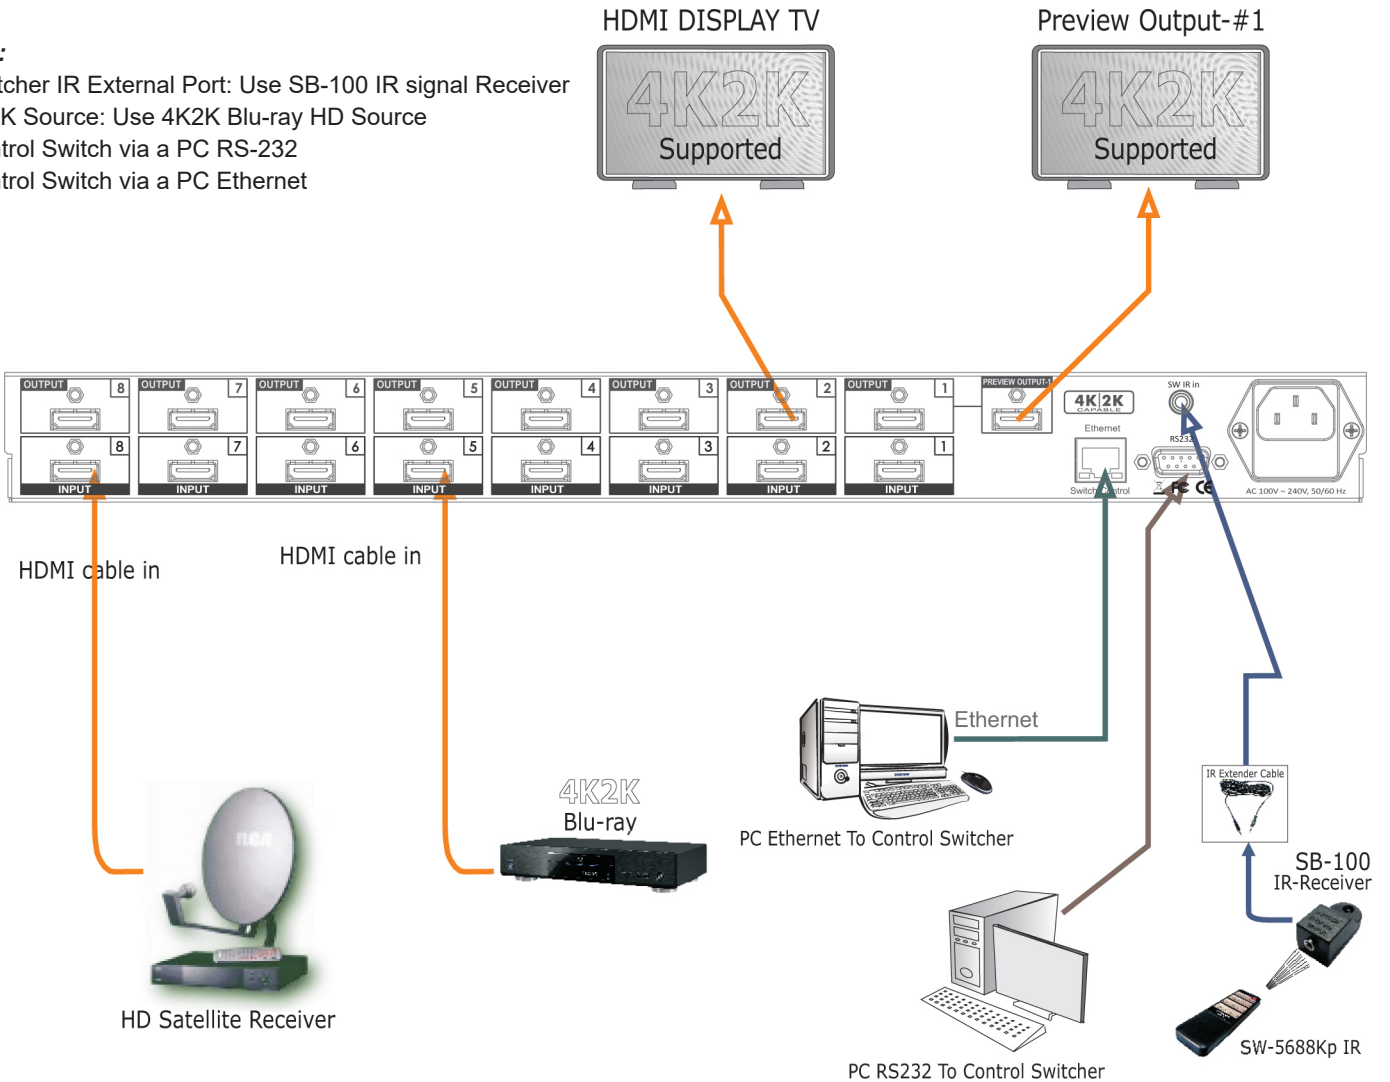 HDMI DISPLAY TV
Preview Output-#1
:
tcher IR External Port: Use SB-100 IR signal Receiver
K Source: Use 4K2K Blu-ray HD Source
trol Switch via a PC RS-232
trol Switch via a PC Ethernet
4K2K
Supported
4K2K
Supported
OUTPUT 8
OUTPUT 7
OUTPUT 6
OUTPUT 5
OUTPUT 4
OUTPUT 3
OUTPUT 2
OUTPUT 1
PREVIEW OUTPUT-1
4K 2K
CAPABLE
SW IR in
Ethernet
RS232
8
INPUT
7
INPUT
6
INPUT
5
INPUT
4
INPUT
3
INPUT
2
INPUT
1
INPUT
Switch Control
FC CE
AC 100V ~ 240V, 50/60 Hz
HDMI cable in
HDMI cable in
Ethernet
PC Ethernet To Control Switcher
4K2K
Blu-ray
IR Extender Cable
SB-100
IR-Receiver
RCA
HD Satellite Receiver
SW-5688Kp IR
PC RS232 To Control Switcher